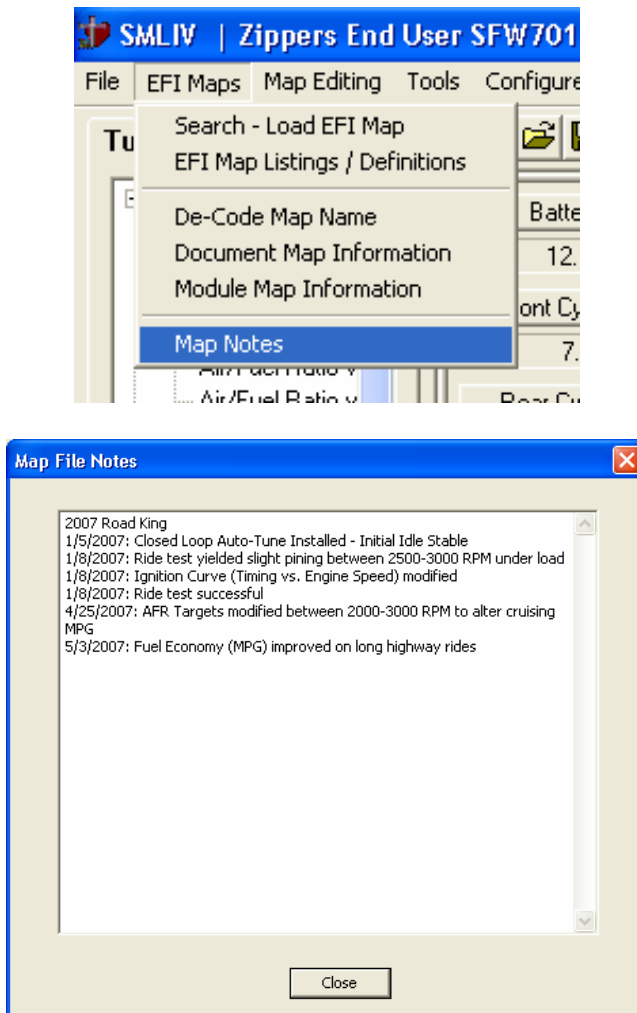 SMLIV | Zippers End User SFW701
File EFI Maps Map Editing Tools Configure
Tu
Search - Load EFI Map
EFI Map Listings / Definitions
De-Code Map Name
Batte
Document Map Information
12.
Module Map Information
ont Cy
Map Notes
7.
Air/Fuel Ratio v
Map File Notes
2007 Road King
1/5/2007: Closed Loop Auto-Tune Installed - Initial Idle Stable
1/8/2007: Ride test yielded slight pining between 2500-3000 RPM under load
1/8/2007: Ignition Curve (Timing vs. Engine Speed) modified
1/8/2007: Ride test successful
4/25/2007: AFR Targets modified between 2000-3000 RPM to alter cruising
MPG
5/3/2007: Fuel Economy (MPG) improved on long highway rides
Close